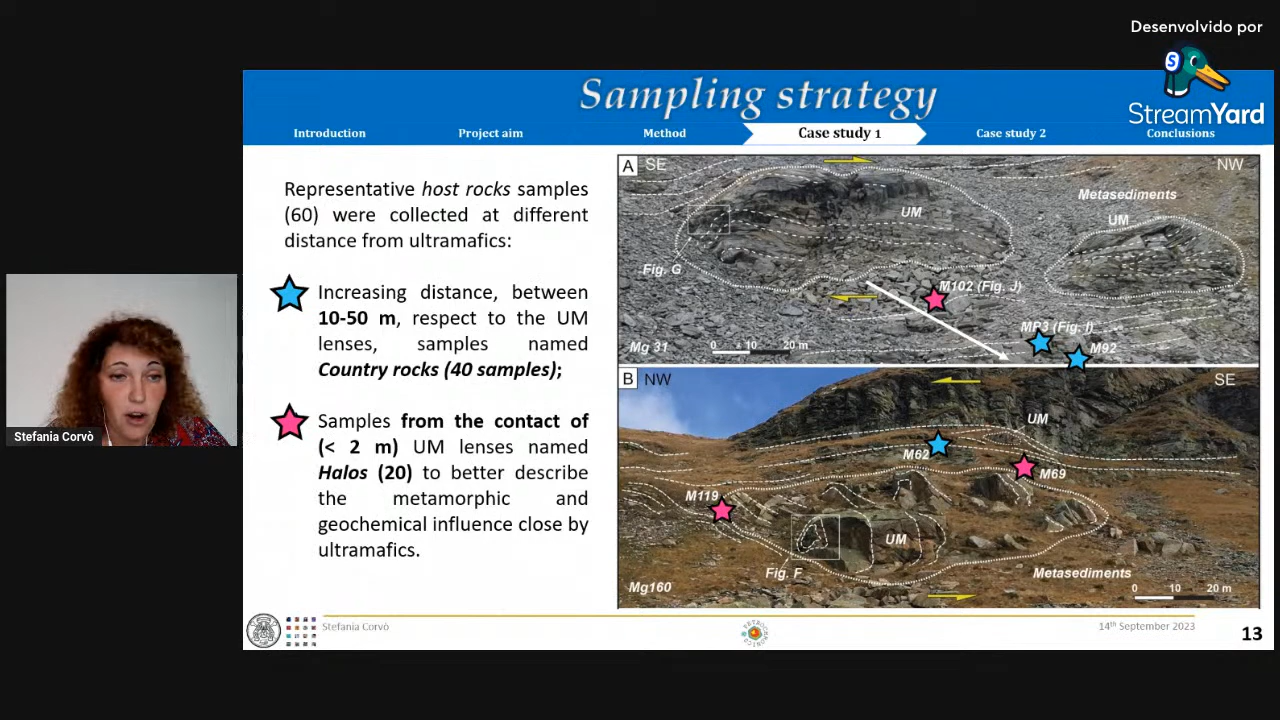 Desenvolvido por
StreamYard
Sampling strategy
Introduction
Project aim
Method
Case study 1
Case study 2
Conclusions
Representative host rocks samples
(60) were collected at different
distance from ultramafics:
Increasing distance, between
10-50 m, respect to the UM
lenses, samples named
Country rocks (40 samples);
Samples from the contact of
(< 2 m) UM lenses named
Halos (20) to better describe
the metamorphic and
geochemical influence close by
ultramafics.
A SE
NW
UM
Metasediments
UM
Fig. G
M102 (Fig. J)
MP3 (Fig. I)
M92
Mg 31
0 10 20 m
B NW
SE
UM
M62
M69
M119
UM
Fig. F
Metasediments
Mg160
0 10 20 m
Stefania Corvò
Stefania Corvò
14th September 2023
13